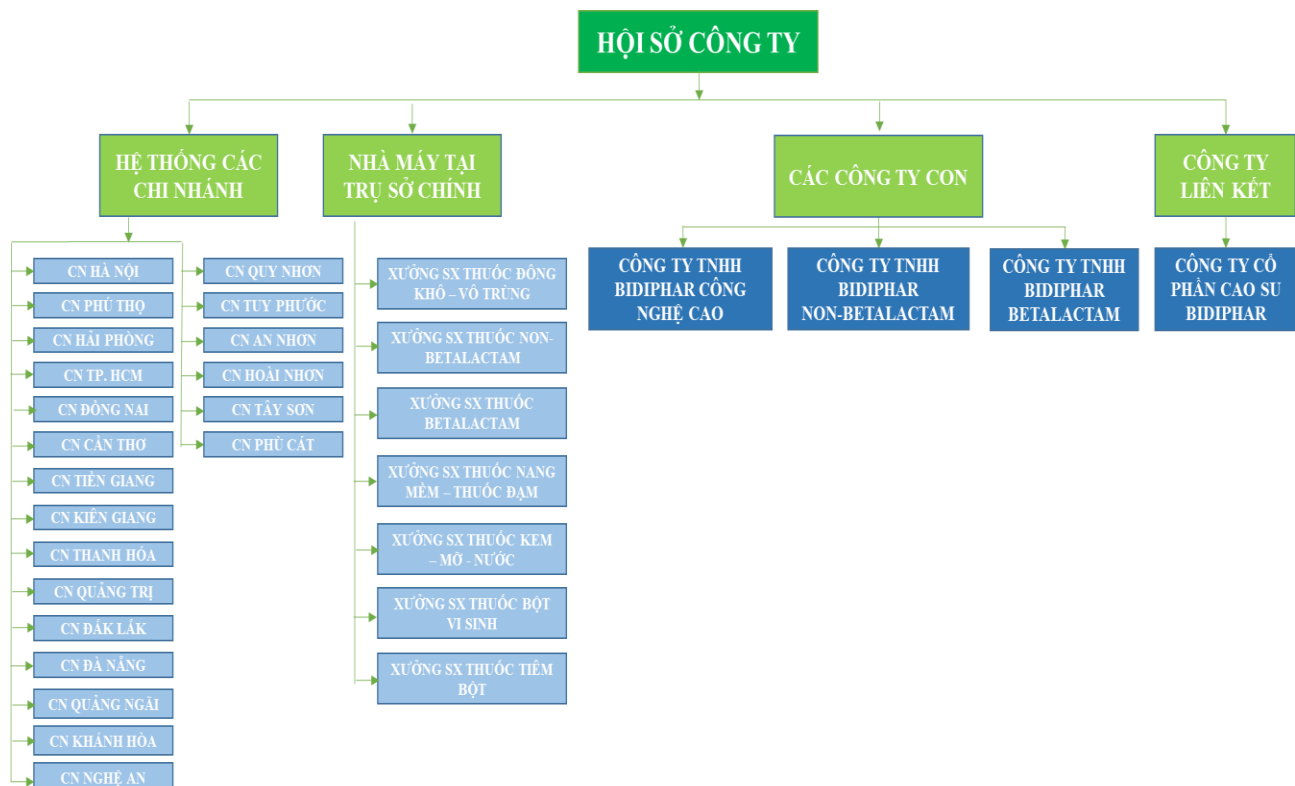 HỘI SỞ CÔNG TY
HỆ THỐNG CÁC
CHI NHÁNH
NHÀ MÁY TẠI
TRỤ SỞ CHÍNH
CÁC CÔNG TY CON
CÔNG TY
LIÊN KẾT
CN HÀ NỘI
CN PHÚ THỌ
CN HẢI PHÒNG
CN TP. HCM
CN ĐỒNG NAI
CN CẦN THƠ
CN TIỀN GIANG
CN KIÊN GIANG
CN THANH HÓA
CN QUẢNG TRỊ
CN ĐẮK LẮK
CN ĐÀ NẴNG
CN QUẢNG NGÃI
CN KHÁNH HÒA
CN NGHỆ AN
CN QUY NHƠN
CN TUY PHƯỚC
CN AN NHƠN
CN HOÀI NHƠN
CN TÂY SƠN
CN PHÙ CÁT
XƯỞNG SX THUỐC ĐÔNG
KHÔ – VÔ TRÙNG
XƯỞNG SX THUỐC NON-
BETALACTAM
XƯỞNG SX THUỐC
BETALACTAM
XƯỞNG SX THUỐC NANG
MỀM – THUỐC ĐẠM
XƯỞNG SX THUỐC KEM
– MỠ - NƯỚC
XƯỞNG SX THUỐC BỘT
VI SINH
XƯỞNG SX THUỐC TIÊM
BỘT
CÔNG TY TNHH
BIDIPHAR CÔNG
NGHỆ CAO
CÔNG TY TNHH
BIDIPHAR
NON-BETALACTAM
CÔNG TY TNHH
BIDIPHAR
BETALACTAM
CÔNG TY CỔ
PHẦN CAO SU
BIDIPHAR